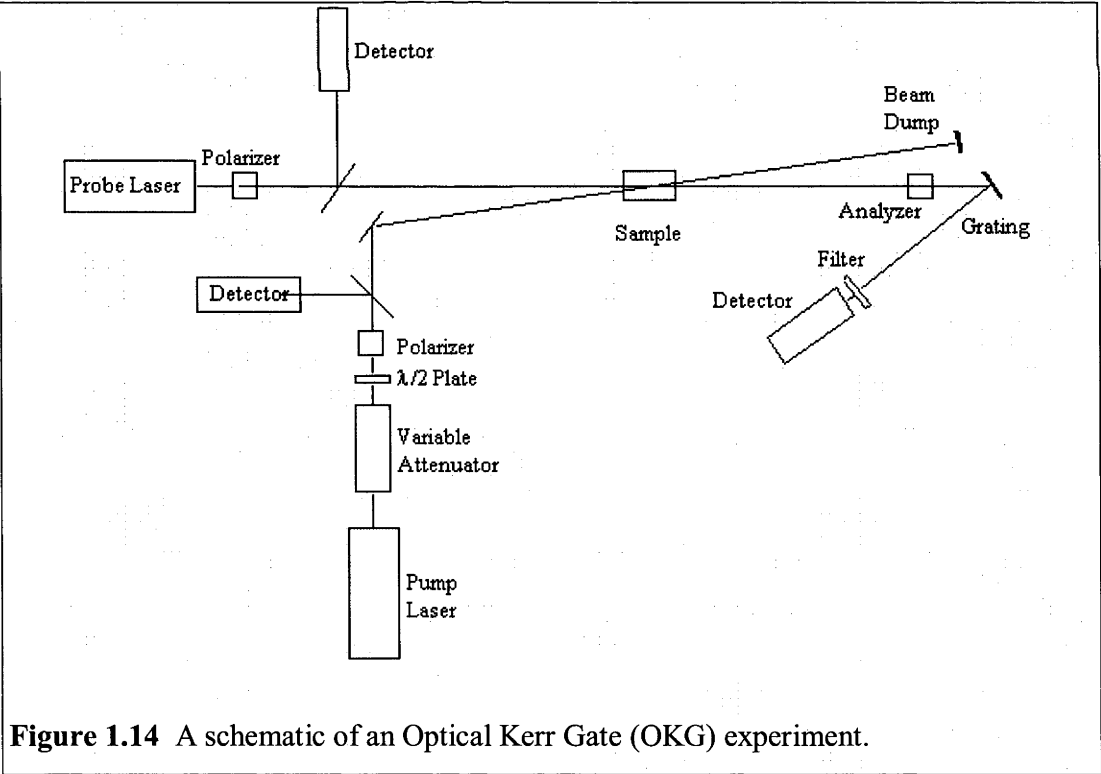 Detector
Beam
Dump
Polarizer
Probe Laser
Sample
Analyzer
Grating
Filter
Detector
Detector
Polarizer
λ/2 Plate
Variable
Attenuator
Pump
Laser
Figure 1.14 A schematic of an Optical Kerr Gate (OKG) experiment.